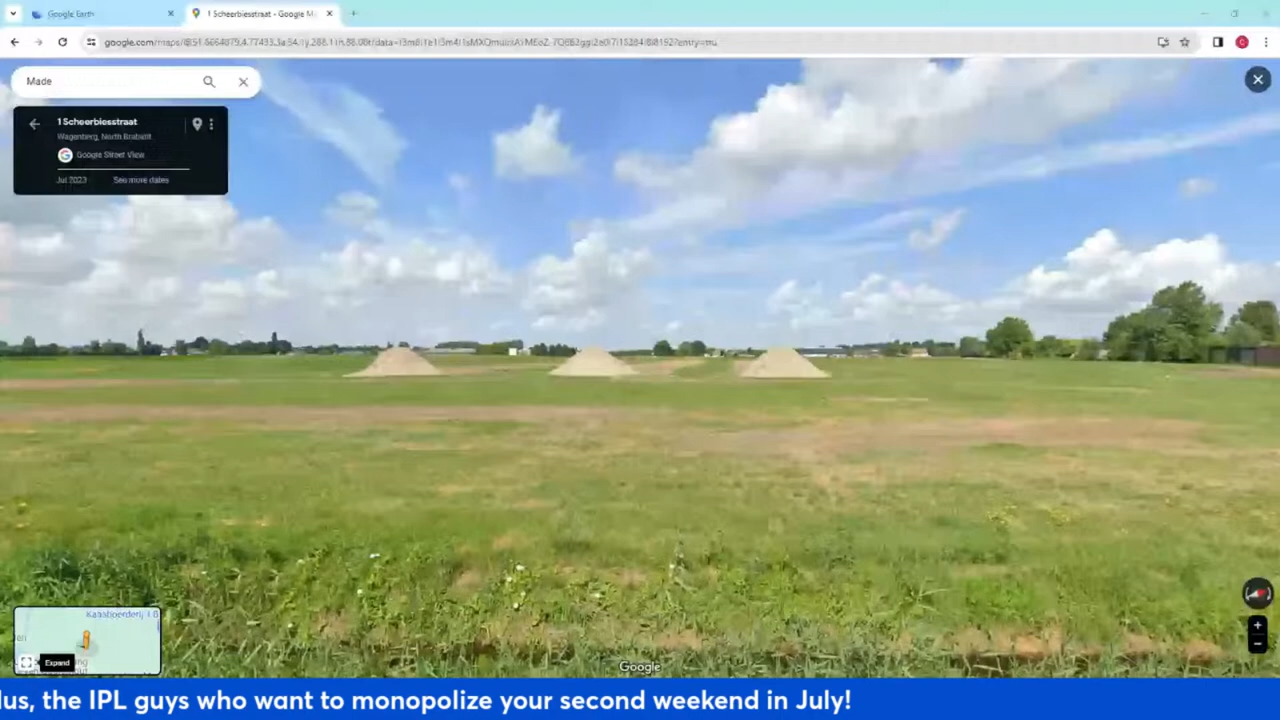 Google Earth
1 Scheerbiesstraat - Google M
Made
1 Scheerbiesstraat
Wagenberg, North Brabant
Google Street View
Jul 2023 See more dates
Expand
Google
lus, the IPL guys who want to monopolize your second weekend in July!